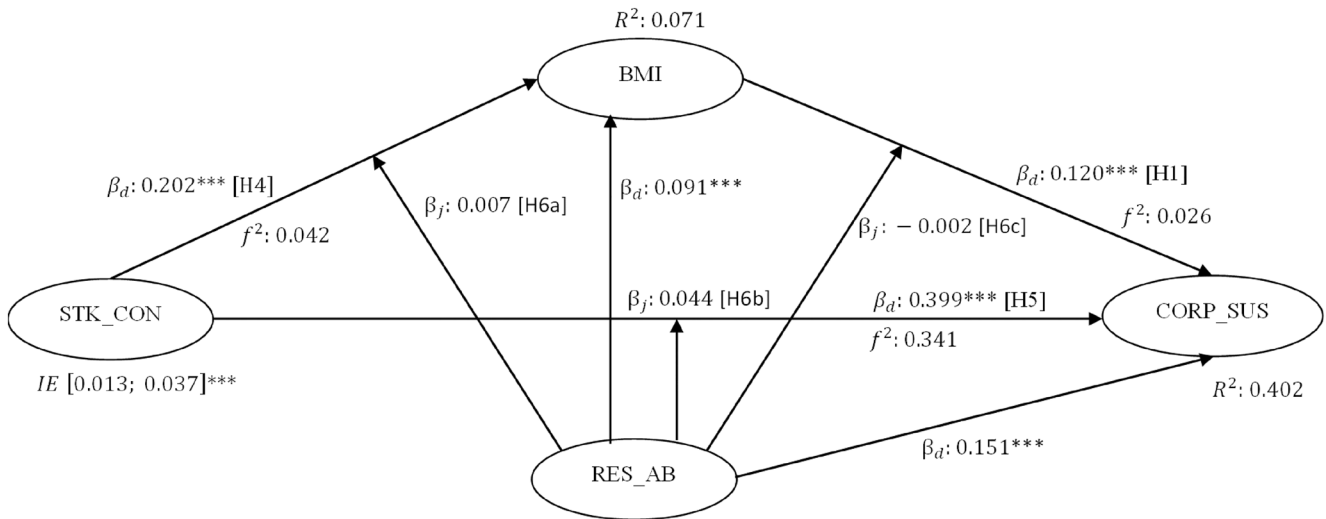 R²: 0.071
BMI
β_d: 0.202*** [H4]
f²: 0.042
β_j: 0.007 [H6a]
β_d: 0.091***
β_j: − 0.002 [H6c]
β_d: 0.120*** [H1]
f²: 0.026
STK_CON
β_j: 0.044 [H6b]
β_d: 0.399*** [H5]
f²: 0.341
CORP_SUS
IE [0.013; 0.037]***
R²: 0.402
β_d: 0.151***
RES_AB